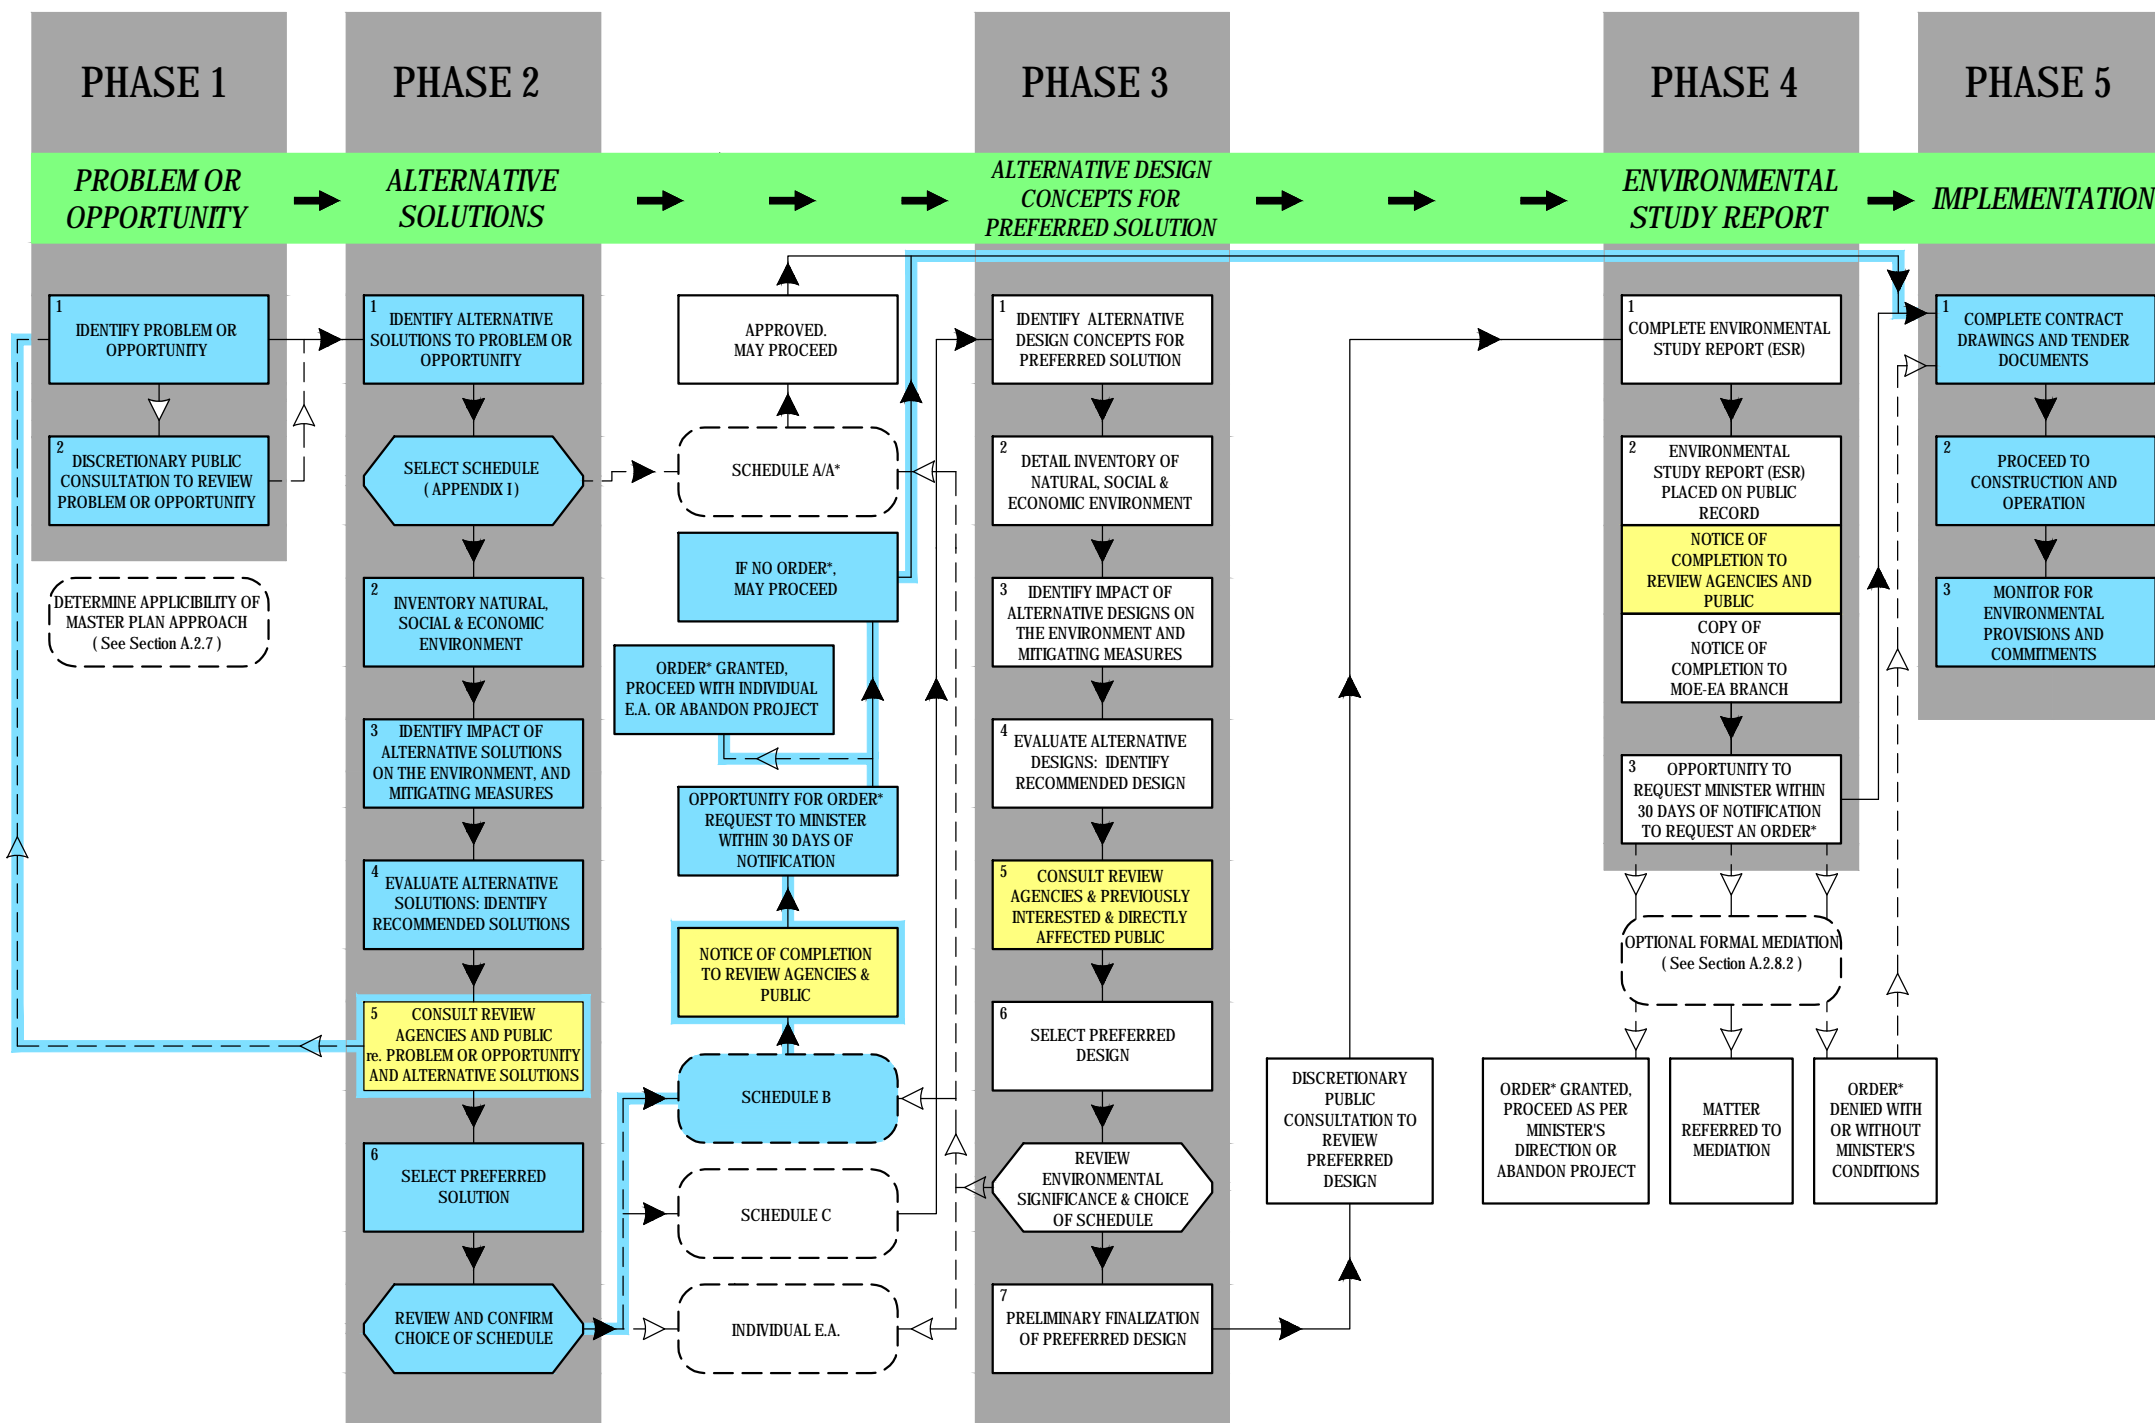 PHASE 1
PHASE 2
PHASE 3
PHASE 4
PHASE 5
PROBLEM OR
OPPORTUNITY
ALTERNATIVE
SOLUTIONS
ALTERNATIVE DESIGN
CONCEPTS FOR
PREFERRED SOLUTION
ENVIRONMENTAL
STUDY REPORT
IMPLEMENTATION
1
IDENTIFY PROBLEM OR
OPPORTUNITY
2
DISCRETIONARY PUBLIC
CONSULTATION TO REVIEW
PROBLEM OR OPPORTUNITY
DETERMINE APPLICIBILITY OF
MASTER PLAN APPROACH
( See Section A.2.7 )
1
IDENTIFY ALTERNATIVE
SOLUTIONS TO PROBLEM OR
OPPORTUNITY
SELECT SCHEDULE
( APPENDIX I )
2
INVENTORY NATURAL,
SOCIAL & ECONOMIC
ENVIRONMENT
3 IDENTIFY IMPACT OF
ALTERNATIVE SOLUTIONS
ON THE ENVIRONMENT, AND
MITIGATING MEASURES
4
EVALUATE ALTERNATIVE
SOLUTIONS: IDENTIFY
RECOMMENDED SOLUTIONS
5 CONSULT REVIEW
AGENCIES AND PUBLIC
re. PROBLEM OR OPPORTUNITY
AND ALTERNATIVE SOLUTIONS
6
SELECT PREFERRED
SOLUTION
REVIEW AND CONFIRM
CHOICE OF SCHEDULE
APPROVED.
MAY PROCEED
SCHEDULE A/A*
IF NO ORDER*,
MAY PROCEED
ORDER* GRANTED,
PROCEED WITH INDIVIDUAL
E.A. OR ABANDON PROJECT
OPPORTUNITY FOR ORDER*
REQUEST TO MINISTER
WITHIN 30 DAYS OF
NOTIFICATION
NOTICE OF COMPLETION
TO REVIEW AGENCIES &
PUBLIC
SCHEDULE B
SCHEDULE C
INDIVIDUAL E.A.
1
IDENTIFY ALTERNATIVE
DESIGN CONCEPTS FOR
PREFERRED SOLUTION
2
DETAIL INVENTORY OF
NATURAL, SOCIAL &
ECONOMIC ENVIRONMENT
3 IDENTIFY IMPACT OF
ALTERNATIVE DESIGNS ON
THE ENVIRONMENT AND
MITIGATING MEASURES
4
EVALUATE ALTERNATIVE
DESIGNS: IDENTIFY
RECOMMENDED DESIGN
5 CONSULT REVIEW
AGENCIES & PREVIOUSLY
INTERESTED & DIRECTLY
AFFECTED PUBLIC
6
SELECT PREFERRED
DESIGN
REVIEW
ENVIRONMENTAL
SIGNIFICANCE & CHOICE
OF SCHEDULE
7
PRELIMINARY FINALIZATION
OF PREFERRED DESIGN
DISCRETIONARY
PUBLIC
CONSULTATION TO
REVIEW
PREFERRED
DESIGN
1
COMPLETE ENVIRONMENTAL
STUDY REPORT (ESR)
2 ENVIRONMENTAL
STUDY REPORT (ESR)
PLACED ON PUBLIC
RECORD
NOTICE OF
COMPLETION TO
REVIEW AGENCIES AND
PUBLIC
COPY OF
NOTICE OF
COMPLETION TO
MOE-EA BRANCH
3 OPPORTUNITY TO
REQUEST MINISTER WITHIN
30 DAYS OF NOTIFICATION
TO REQUEST AN ORDER*
OPTIONAL FORMAL MEDIATION
( See Section A.2.8.2 )
ORDER* GRANTED,
PROCEED AS PER
MINISTER'S
DIRECTION OR
ABANDON PROJECT
MATTER
REFERRED TO
MEDIATION
ORDER*
DENIED WITH
OR WITHOUT
MINISTER'S
CONDITIONS
1
COMPLETE CONTRACT
DRAWINGS AND TENDER
DOCUMENTS
2
PROCEED TO
CONSTRUCTION AND
OPERATION
3 MONITOR FOR
ENVIRONMENTAL
PROVISIONS AND
COMMITMENTS